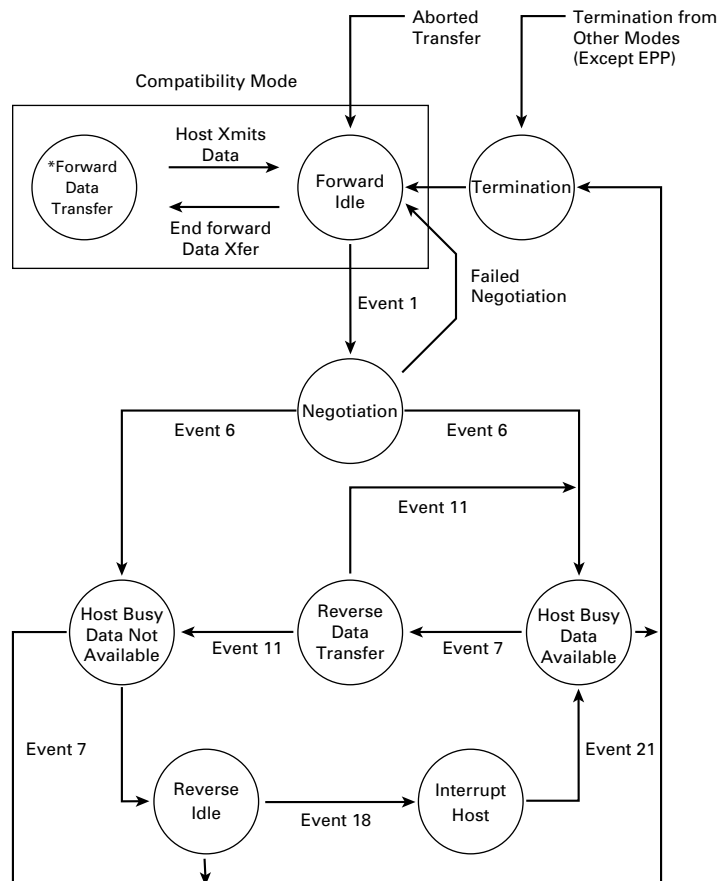 Aborted
Transfer
Termination from
Other Modes
(Except EPP)
Compatibility Mode
*Forward
Data
Transfer
Host Xmits
Data
End forward
Data Xfer
Forward
Idle
Termination
Failed
Negotiation
Event 1
Negotiation
Event 6
Event 6
Event 11
Host Busy
Data Not
Available
Event 11
Reverse
Data
Transfer
Event 7
Host Busy
Data
Available
Event 7
Event 21
Reverse
Idle
Event 18
Interrupt
Host